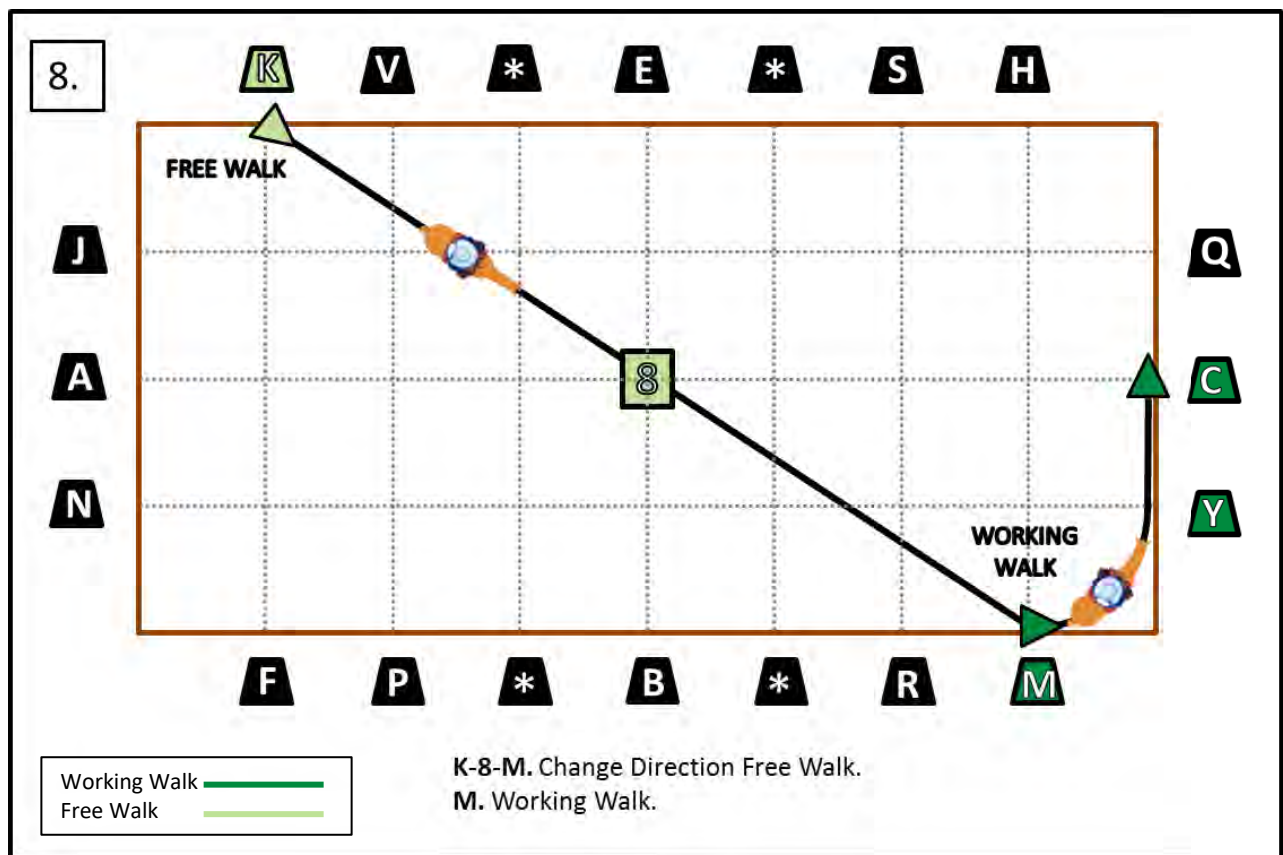 8.
K V * E * S H
FREE WALK
J Q
8
A C
N Y
WORKING
WALK
F P * B * R M
Working Walk
Free Walk
K-8-M. Change Direction Free Walk.
M. Working Walk.